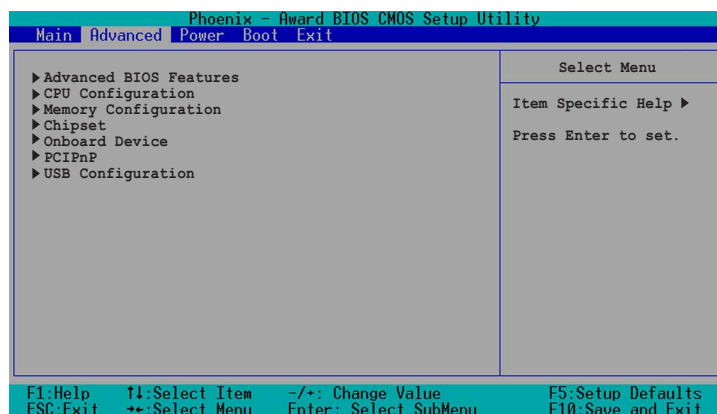 Phoenix – Award BIOS CMOS Setup Utility
Main Advanced Power Boot Exit
▶Advanced BIOS Features
▶CPU Configuration
▶Memory Configuration
▶Chipset
▶Onboard Device
▶PCIPnP
▶USB Configuration
Select Menu
Item Specific Help ▶
Press Enter to set.
F1:Help ↑↓:Select Item -/+: Change Value F5:Setup Defaults
ESC:Exit →←:Select Menu Enter: Select SubMenu F10:Save and Exit